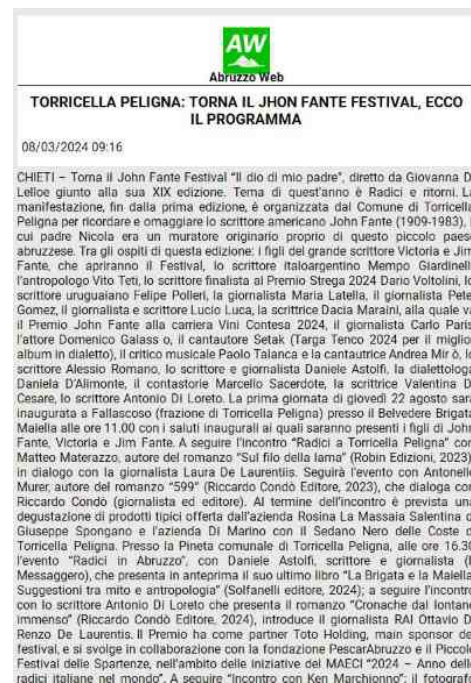 AW
Abruzzo Web
TORRICELLA PELIGNA: TORNA IL JHON FANTE FESTIVAL, ECCO
IL PROGRAMMA
08/03/2024 09:16
CHIETI – Torna il John Fante Festival “Il dio di mio padre”, diretto da Giovanna D
Lelloe giunto alla sua XIX edizione. Tema di quest'anno è Radici e ritorni. La
manifestazione, fin dalla prima edizione, è organizzata dal Comune di Torricella
Peligna per ricordare e omaggiare lo scrittore americano John Fante (1909-1983), i
cui padre Nicola era un muratore originario proprio di questo piccolo paese
abruzzese. Tra gli ospiti di questa edizione: i figli del grande scrittore Victoria e Jim
Fante, che apriranno il Festival, lo scrittore italoargentino Mempo Giardinelli
l'antropologo Vito Teti, lo scrittore finalista al Premio Strega 2024 Dario Voltolini, lo
scrittore uruguaiano Felipe Polleri, la giornalista Maria Latella, il giornalista Peter
Gomez, il giornalista e scrittore Lucio Luca, la scrittrice Dacia Maraini, alla quale va
il Premio John Fante alla carriera Vini Contesa 2024, il giornalista Carlo Paris
l'attore Domenico Galass o, il cantautore Setak (Targa Tenco 2024 per il miglior
album in dialetto), il critico musicale Paolo Talanca e la cantautrice Andrea Mir ò, lo
scrittore Alessio Romano, lo scrittore e giornalista Daniele Astolfi, la dialettologa
Daniela D'Alimonte, il contastorie Marcello Sacerdote, la scrittrice Valentina D
Cesare, lo scrittore Antonio Di Loreto. La prima giornata di giovedì 22 agosto sarà
inaugurata a Fallascoso (frazione di Torricella Peligna) presso il Belvedere Brigata
Maiella alle ore 11.00 con i saluti inaugurali ai quali saranno presenti i figli di John
Fante, Victoria e Jim Fante. A seguire l'incontro “Radici a Torricella Peligna” con
Matteo Materazzo, autore del romanzo “Sul filo della lama” (Robin Edizioni, 2023)
in dialogo con la giornalista Laura De Laurentiis. Seguirà l'evento con Antonello
Murer, autore del romanzo “599” (Riccardo Condò Editore, 2023), che dialoga con
Riccardo Condò (giornalista ed editore). Al termine dell'incontro è prevista una
degustazione di prodotti tipici offerta dall'azienda Rosina La Massaia Salentina d
Giuseppe Spongano e l'azienda Di Marino con il Sedano Nero delle Coste d
Torricella Peligna. Presso la Pineta comunale di Torricella Peligna, alle ore 16.30
l'evento “Radici in Abruzzo”, con Daniele Astolfi, scrittore e giornalista (I
Messaggero), che presenta in anteprima il suo ultimo libro “La Brigata e la Maiella
Suggestioni tra mito e antropologia” (Solfanelli editore, 2024); a seguire l'incontro
con lo scrittore Antonio Di Loreto che presenta il romanzo “Cronache dal lontano
immenso” (Riccardo Condò Editore, 2024), introduce il giornalista RAI Ottavio D
Renzo De Laurentis. Il Premio ha come partner Toto Holding, main sponsor del
festival, e si svolge in collaborazione con la fondazione PescarAbruzzo e il Piccolo
Festival delle Spartenze, nell'ambito delle iniziative del MAECI “2024 – Anno delle
radici italiane nel mondo”. A seguire “Incontro con Ken Marchionno”: il fotografo